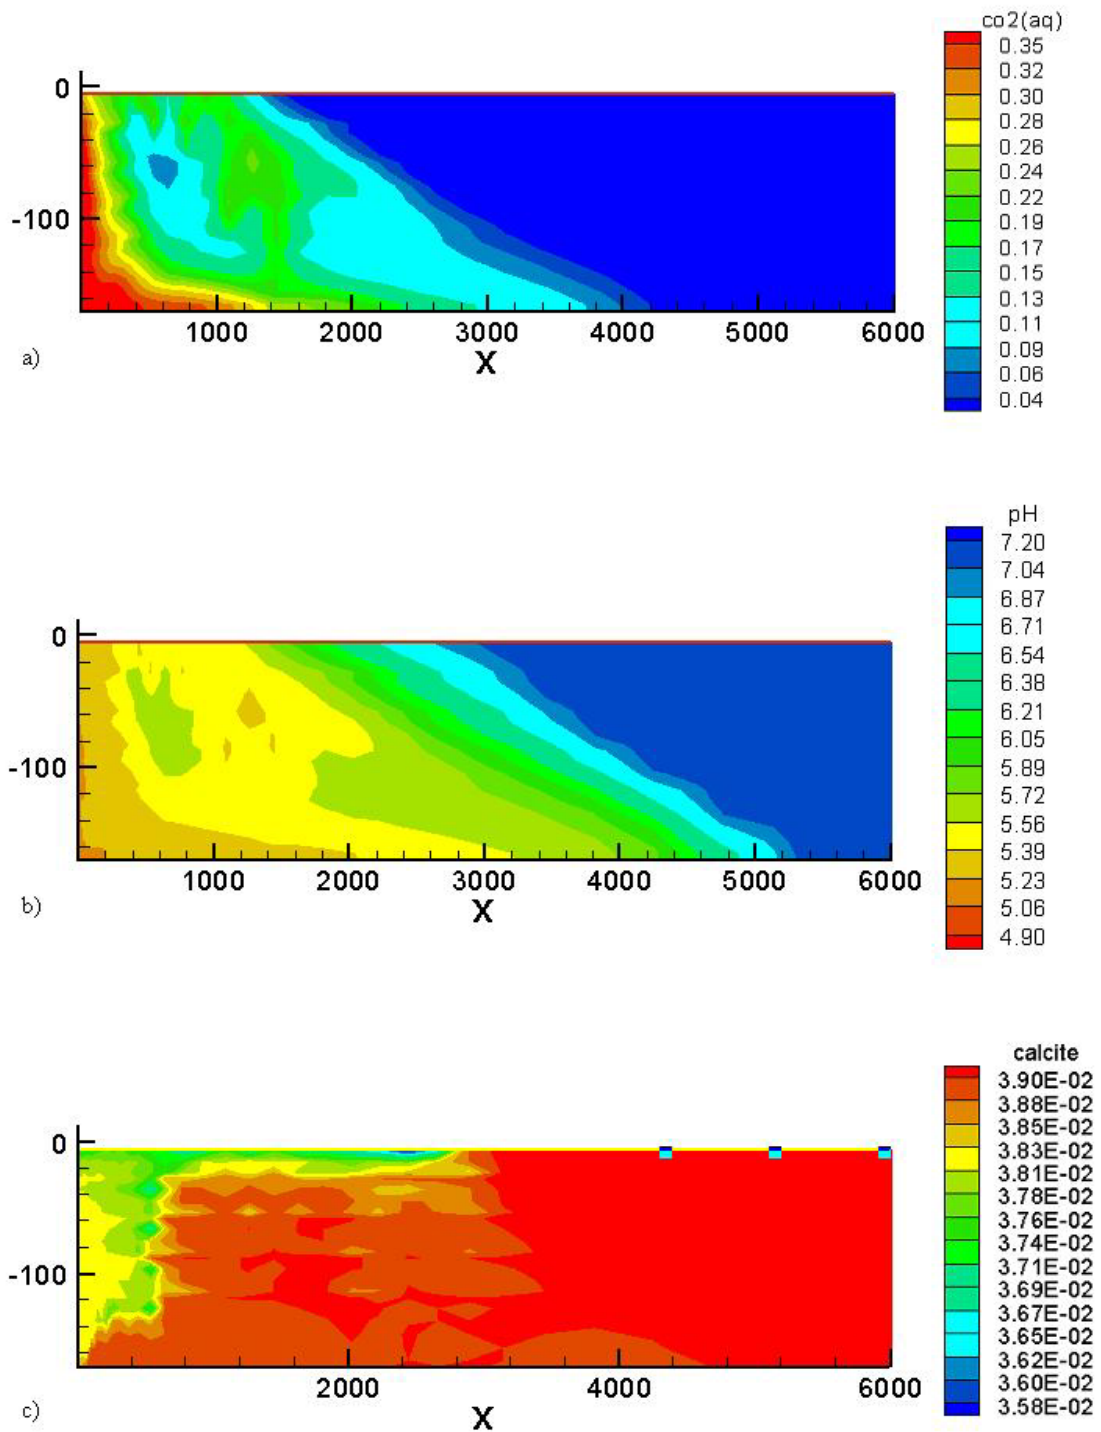 co2(aq)
0.35
0.32
0.30
0.28
0.26
0.24
0.22
0.19
0.17
0.15
0.13
0.11
0.09
0.06
0.04
0
-100
1000 2000 3000 4000 5000 6000
X
a)
pH
7.20
7.04
6.87
6.71
6.54
6.38
6.21
6.05
5.89
5.72
5.56
5.39
5.23
5.06
4.90
0
-100
1000 2000 3000 4000 5000 6000
X
b)
calcite
3.90E-02
3.88E-02
3.85E-02
3.83E-02
3.81E-02
3.78E-02
3.76E-02
3.74E-02
3.71E-02
3.69E-02
3.67E-02
3.65E-02
3.62E-02
3.60E-02
3.58E-02
0
-100
2000 4000 6000
X
c)